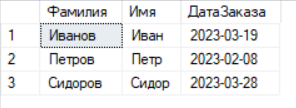 Фамилия Имя ДатаЗаказа
1 Иванов Иван 2023-03-19
2 Петров Петр 2023-02-08
3 Сидоров Сидор 2023-03-28